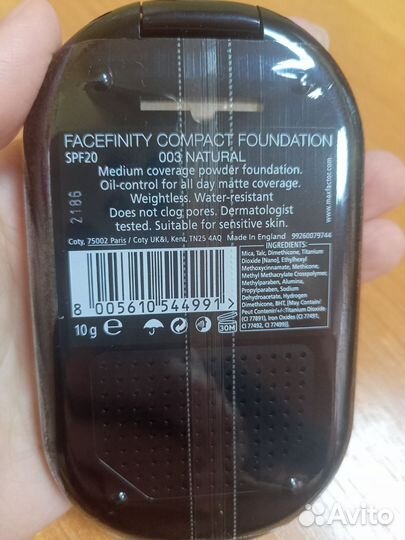 FACEFINITY COMPACT FOUNDATION
SPF20 003 NATURAL
Medium coverage powder foundation.
Oil-control for all day matte coverage.
Weightless. Water-resistant
Does not clog pores. Dermatologist
tested. Suitable for sensitive skin.
2186
www.maxfactor.com
Coty, 75002 Paris / Coty UK&I, Kent, TN25 4AQ Made in England 99260079744
INGREDIENTS:
Mica, Talc, Dimethicone, Titanium
Dioxide [Nano], Ethylhexyl
Methoxycinnamate, Methicone,
Methyl Methacrylate Crosspolymer,
Methylparaben, Alumina,
Propylparaben, Sodium
Dehydroacetate, Hydrogen
Dimethicone, BHT, [May Contain/
Peut Contenir/+/-:Titanium Dioxide
(CI 77891), Iron Oxides (CI 77491,
CI 77492, CI 77499)].
8 005610 544991
10 g e
30M
Avito